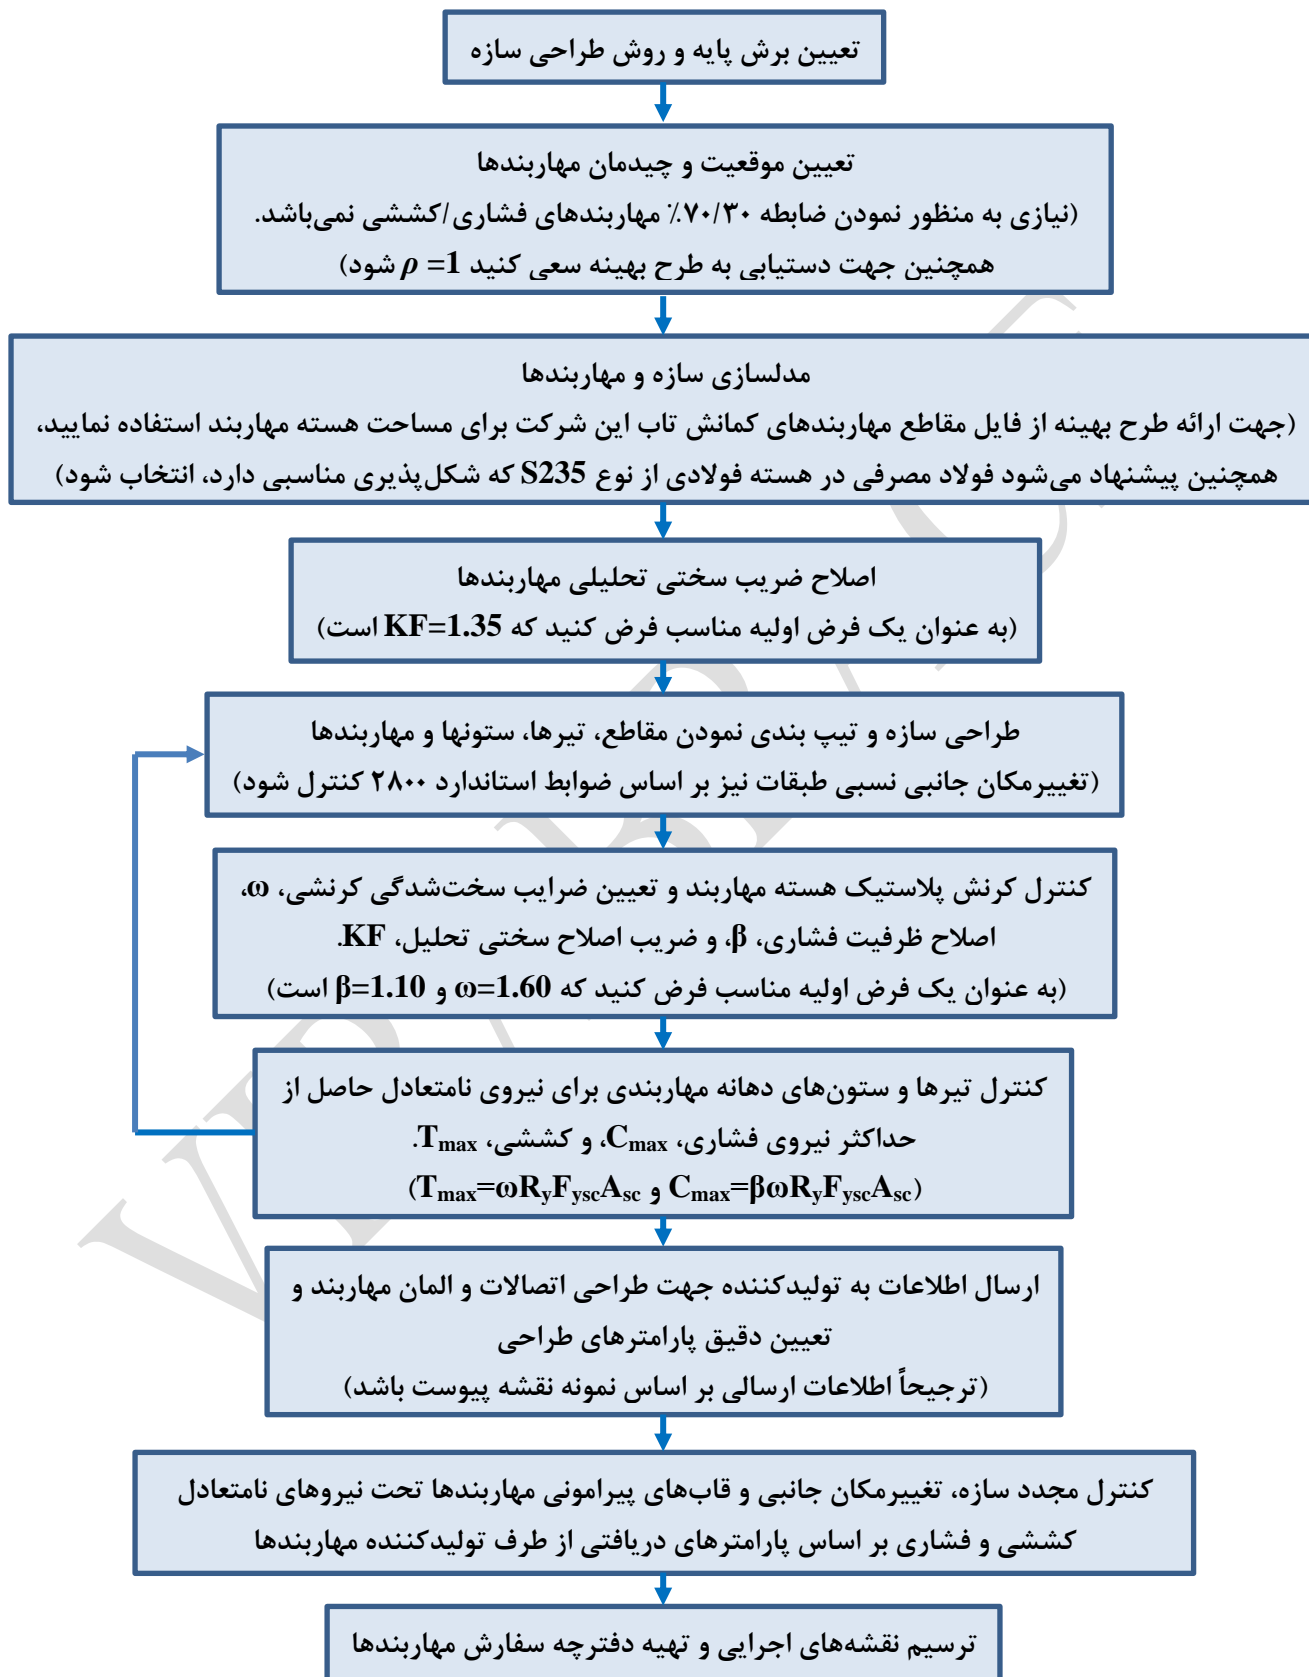 تعیین برش پایه و روش طراحی سازه
تعیین موقعیت و چیدمان مهاربندها
(نیازی به منظور نمودن ضابطه ۷۰/۳۰٪ مهاربندهای فشاری/کششی نمی‌باشد.
همچنین جهت دستیابی به طرح بهینه سعی کنید ρ =1 شود)
مدلسازی سازه و مهاربندها
(جهت ارائه طرح بهینه از فایل مقاطع مهاربندهای کمانش تاب این شرکت برای مساحت هسته مهاربند استفاده نمایید،
همچنین پیشنهاد می‌شود فولاد مصرفی در هسته فولادی از نوع S235 که شکل‌پذیری مناسبی دارد، انتخاب شود)
اصلاح ضریب سختی تحلیلی مهاربندها
(به عنوان یک فرض اولیه مناسب فرض کنید که KF=1.35 است)
طراحی سازه و تیپ بندی نمودن مقاطع، تیرها، ستونها و مهاربندها
(تغییرمکان جانبی نسبی طبقات نیز بر اساس ضوابط استاندارد ۲۸۰۰ کنترل شود)
کنترل کرنش پلاستیک هسته مهاربند و تعیین ضرایب سخت‌شدگی کرنشی، ω،
اصلاح ظرفیت فشاری، β، و ضریب اصلاح سختی تحلیل، KF.
(به عنوان یک فرض اولیه مناسب فرض کنید که ω=1.60 و β=1.10 است)
کنترل تیرها و ستون‌های دهانه مهاربندی برای نیروی نامتعادل حاصل از
حداکثر نیروی فشاری، Cmax، و کششی، Tmax.
(Tmax=ωRyFyscAsc و Cmax=βωRyFyscAsc)
ارسال اطلاعات به تولیدکننده جهت طراحی اتصالات و المان مهاربند و
تعیین دقیق پارامترهای طراحی
(ترجیحاً اطلاعات ارسالی بر اساس نمونه نقشه پیوست باشد)
کنترل مجدد سازه، تغییرمکان جانبی و قاب‌های پیرامونی مهاربندها تحت نیروهای نامتعادل
کششی و فشاری بر اساس پارامترهای دریافتی از طرف تولیدکننده مهاربندها
ترسیم نقشه‌های اجرایی و تهیه دفترچه سفارش مهاربندها